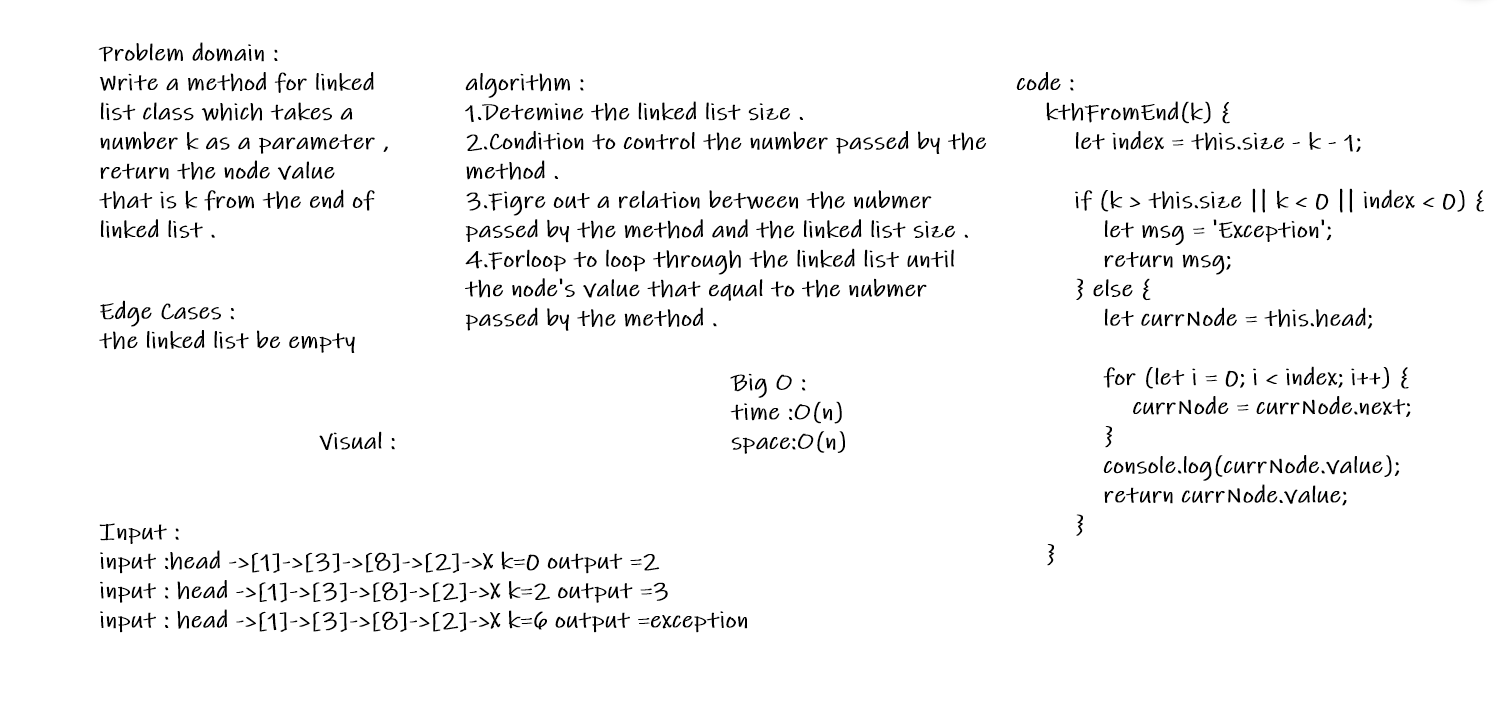 Problem domain :
Write a method for linked
list class which takes a
number k as a parameter ,
return the node value
that is k from the end of
linked list .
Edge Cases :
the linked list be empty
algorithm :
1.Detemine the linked list size .
2.Condition to control the number passed by the
method .
3.Figre out a relation between the nubmer
passed by the method and the linked list size .
4.Forloop to loop through the linked list until
the node's value that equal to the nubmer
passed by the method .
Big O :
time :O(n)
space:O(n)
Visual :
Input :
input :head ->[1]->[3]->[8]->[2]->X k=0 output =2
input : head ->[1]->[3]->[8]->[2]->X k=2 output =3
input : head ->[1]->[3]->[8]->[2]->X k=6 output =exception
code :
kthFromEnd(k) {
let index = this.size - k - 1;
if (k > this.size || k < 0 || index < 0) {
let msg = 'Exception';
return msg;
} else {
let currNode = this.head;
for (let i = 0; i < index; i++) {
currNode = currNode.next;
}
console.log(currNode.value);
return currNode.value;
}
}